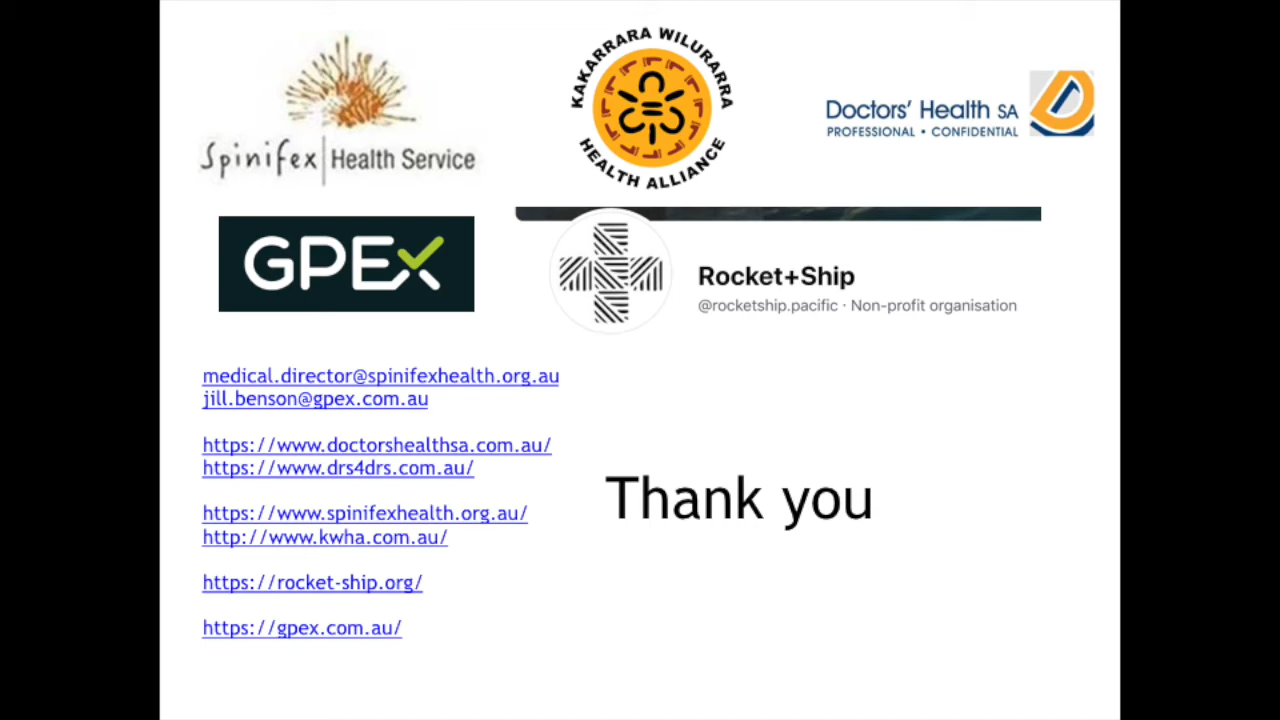 Spinifex Health Service
KAKARRARA WILURARRA
HEALTH ALLIANCE
Doctors' Health SA
PROFESSIONAL • CONFIDENTIAL
GPEx
Rocket+Ship
@rocketship.pacific · Non-profit organisation
medical.director@spinifexhealth.org.au
jill.benson@gpex.com.au
https://www.doctorshealthsa.com.au/
https://www.drs4drs.com.au/
https://www.spinifexhealth.org.au/
http://www.kwha.com.au/
https://rocket-ship.org/
https://gpex.com.au/
Thank you